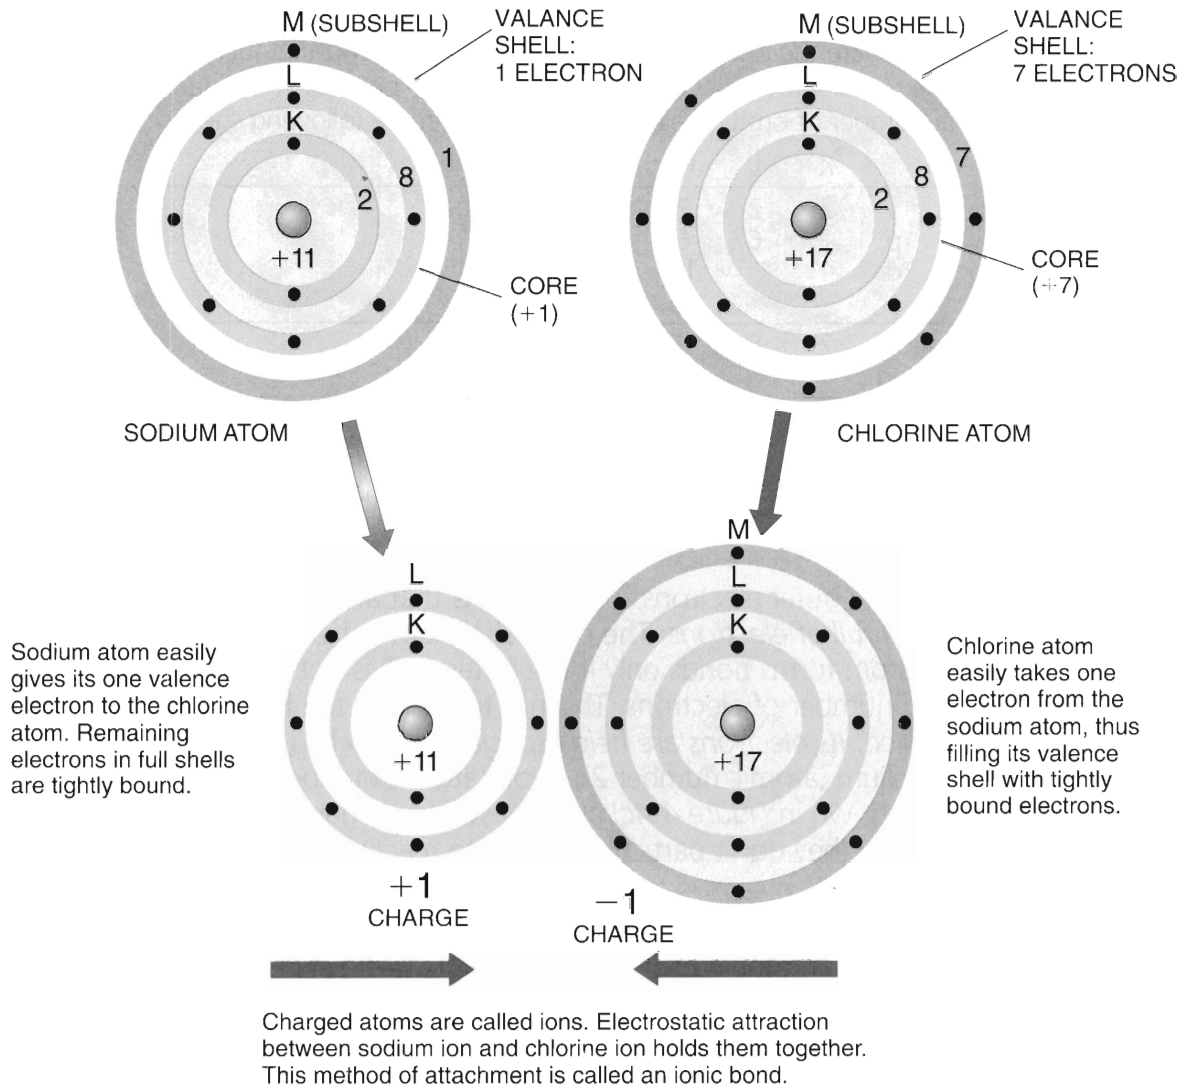 M (SUBSHELL)
VALANCE
SHELL:
1 ELECTRON
L
K
1
8
2
+11
CORE
(+1)
SODIUM ATOM
M (SUBSHELL)
VALANCE
SHELL:
7 ELECTRONS
L
K
7
8
2
+17
CORE
(+7)
CHLORINE ATOM
L
K
+11
+1
CHARGE
M
L
K
+17
−1
CHARGE
Sodium atom easily
gives its one valence
electron to the chlorine
atom. Remaining
electrons in full shells
are tightly bound.
Chlorine atom
easily takes one
electron from the
sodium atom, thus
filling its valence
shell with tightly
bound electrons.
Charged atoms are called ions. Electrostatic attraction
between sodium ion and chlorine ion holds them together.
This method of attachment is called an ionic bond.